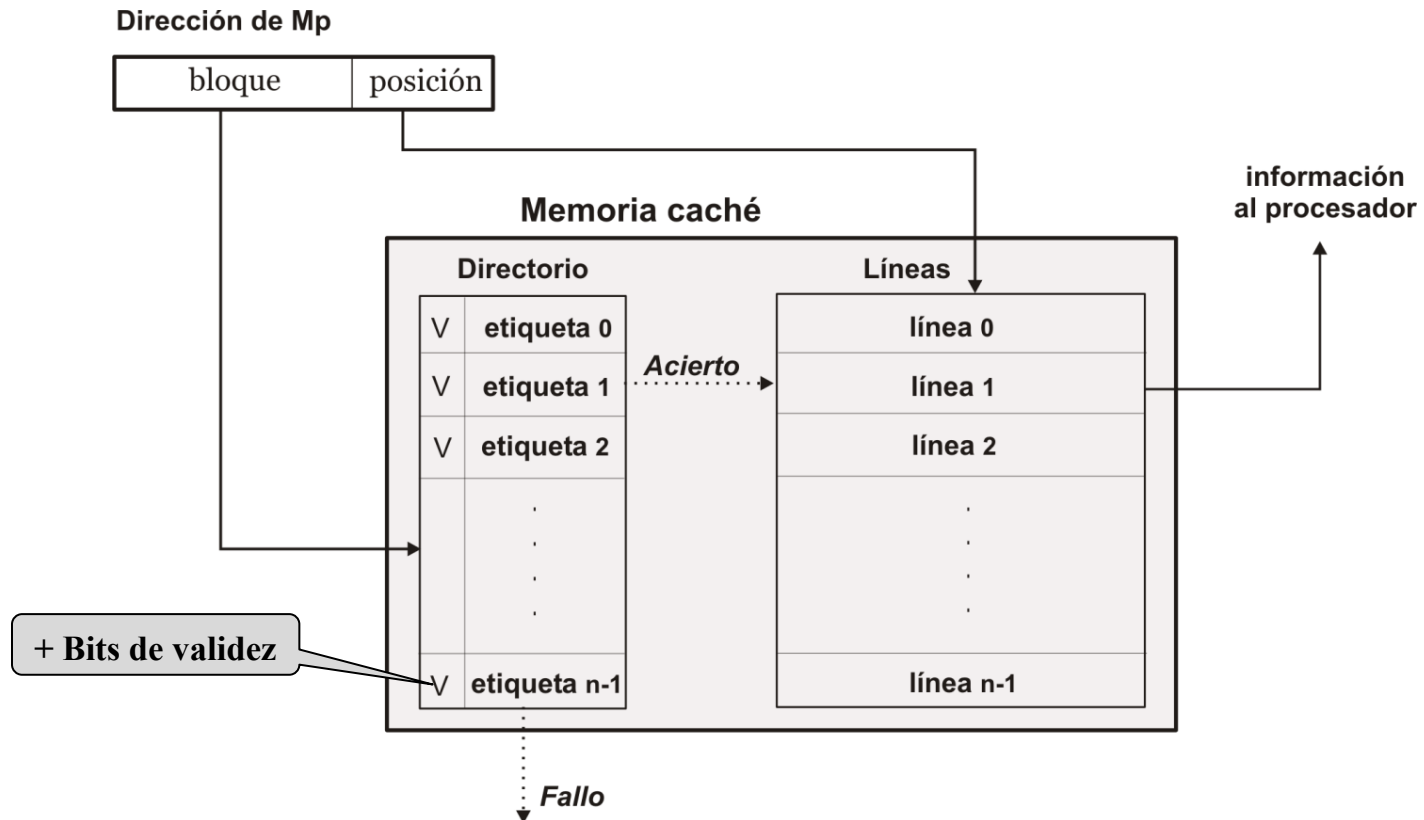 Dirección de Mp
bloque posición
información
al procesador
Memoria caché
Directorio Líneas
V etiqueta 0 línea 0
Acierto
V etiqueta 1 línea 1
V etiqueta 2 línea 2
+ Bits de validez
V etiqueta n-1 línea n-1
Fallo